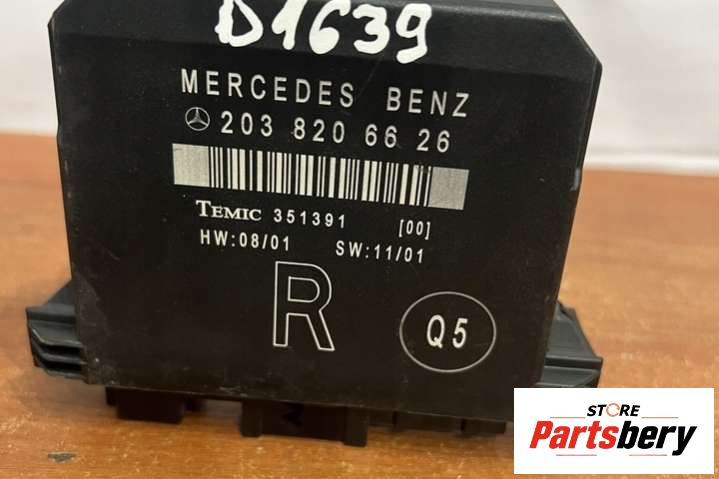 D1639
MERCEDES BENZ
203 820 66 26
TEMIC 351391 [00]
HW:08/01 SW:11/01
R
Q5
STORE
Partsbery